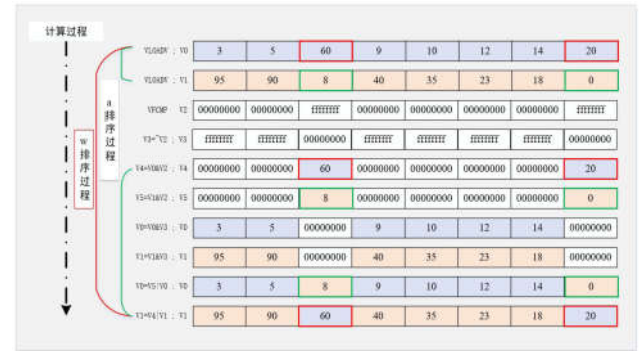 计算过程
VLOADV ; V0 3 5 60 9 10 12 14 20
VLOADV ; V1 95 90 8 40 35 23 18 0
VFCMP V2 00000000 00000000 ffffffff 00000000 00000000 00000000 00000000 ffffffff
V3=~V2 ; V3 ffffffff ffffffff 00000000 ffffffff ffffffff ffffffff ffffffff 00000000
V4=V0&V2 ; V4 00000000 00000000 60 00000000 00000000 00000000 00000000 20
V5=V1&V2 ; V5 00000000 00000000 8 00000000 00000000 00000000 00000000 0
V0=V0&V3 ; V0 3 5 00000000 9 10 12 14 00000000
V1=V1&V3 ; V1 95 90 00000000 40 35 23 18 00000000
V0=V5|V0 ; V0 3 5 8 9 10 12 14 0
V1=V4|V1 ; V1 95 90 60 40 35 23 18 20
a排序过程
w排序过程